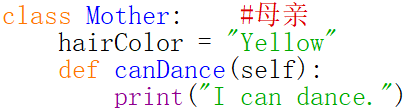 class Mother:    #母亲
    hairColor = "Yellow"
    def canDance(self):
        print("I can dance.")